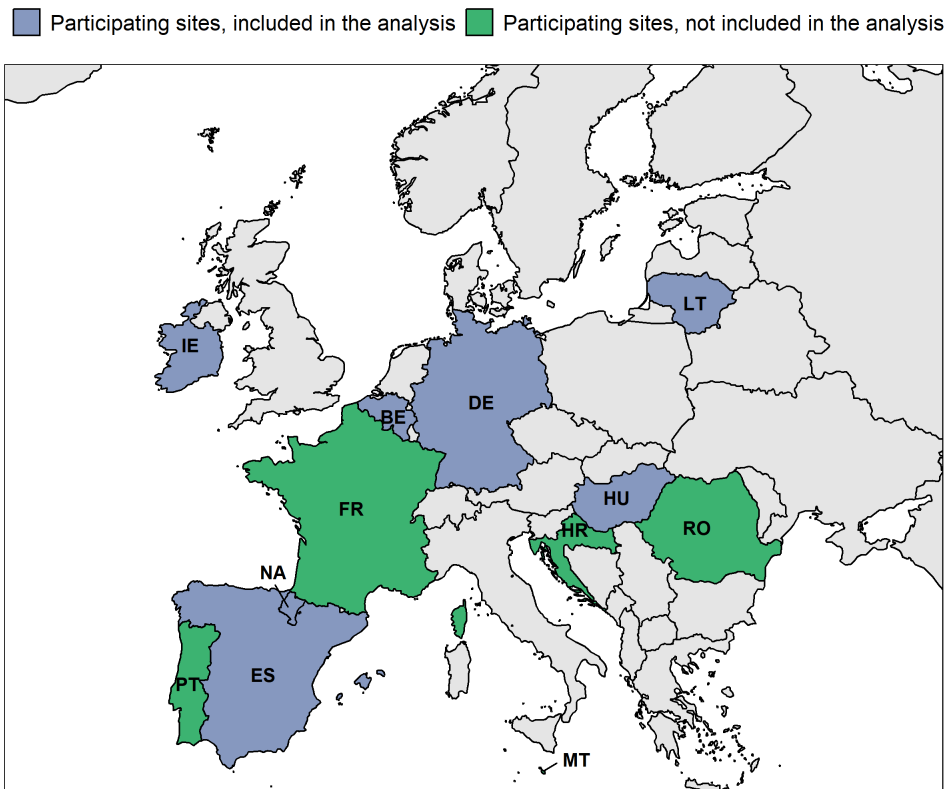 Participating sites, included in the analysis Participating sites, not included in the analysis
LT
IE
DE
BE
HU
FR
RO
HR
NA
ES
PT
MT